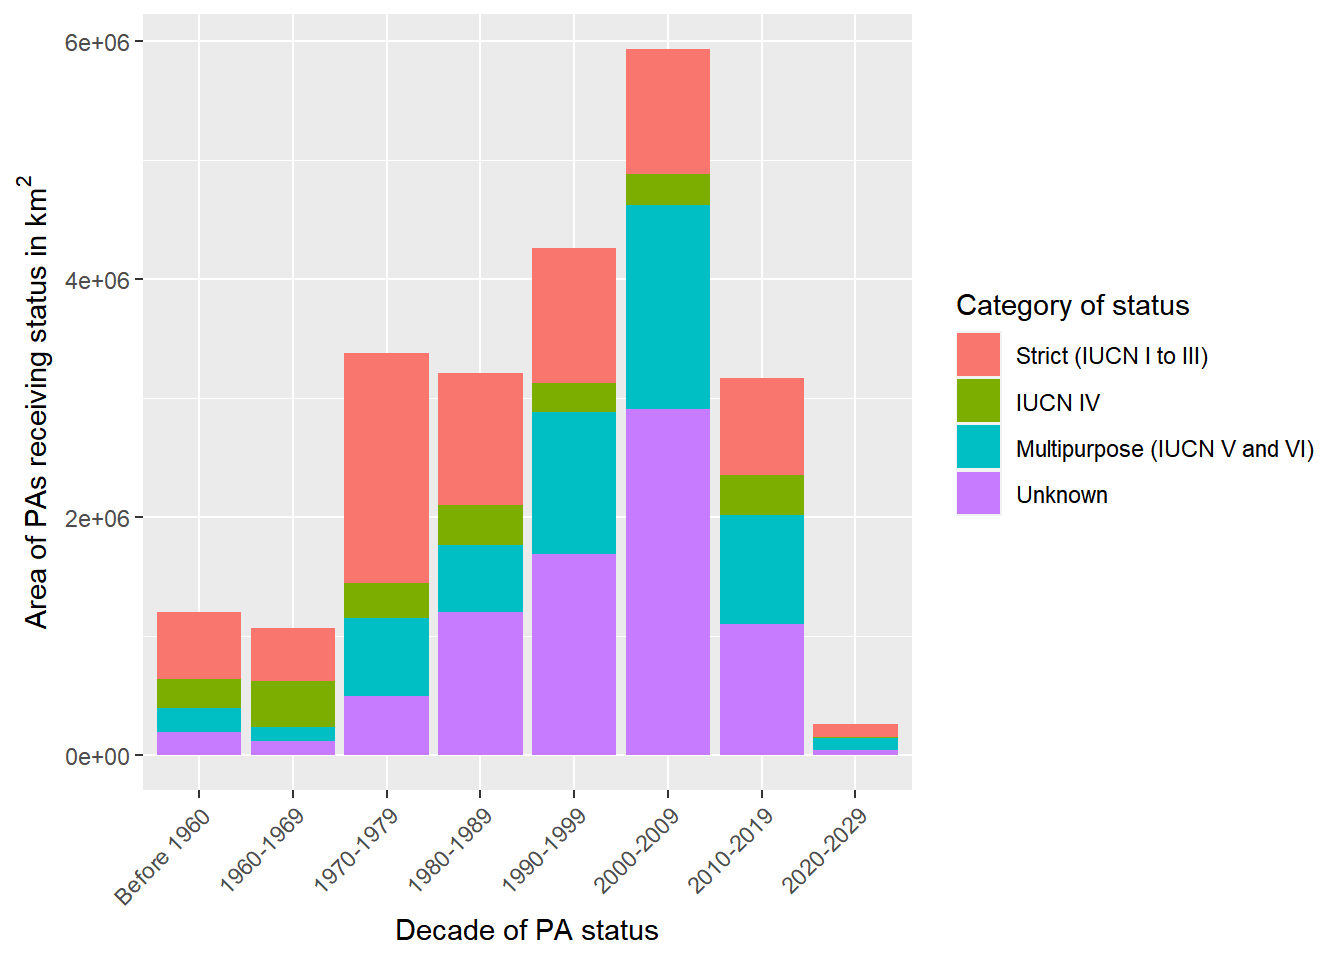 6e+06
4e+06
2e+06
0e+00
Area of PAs receiving status in km²
Before 1960
1960-1969
1970-1979
1980-1989
1990-1999
2000-2009
2010-2019
2020-2029
Decade of PA status
Category of status
Strict (IUCN I to III)
IUCN IV
Multipurpose (IUCN V and VI)
Unknown